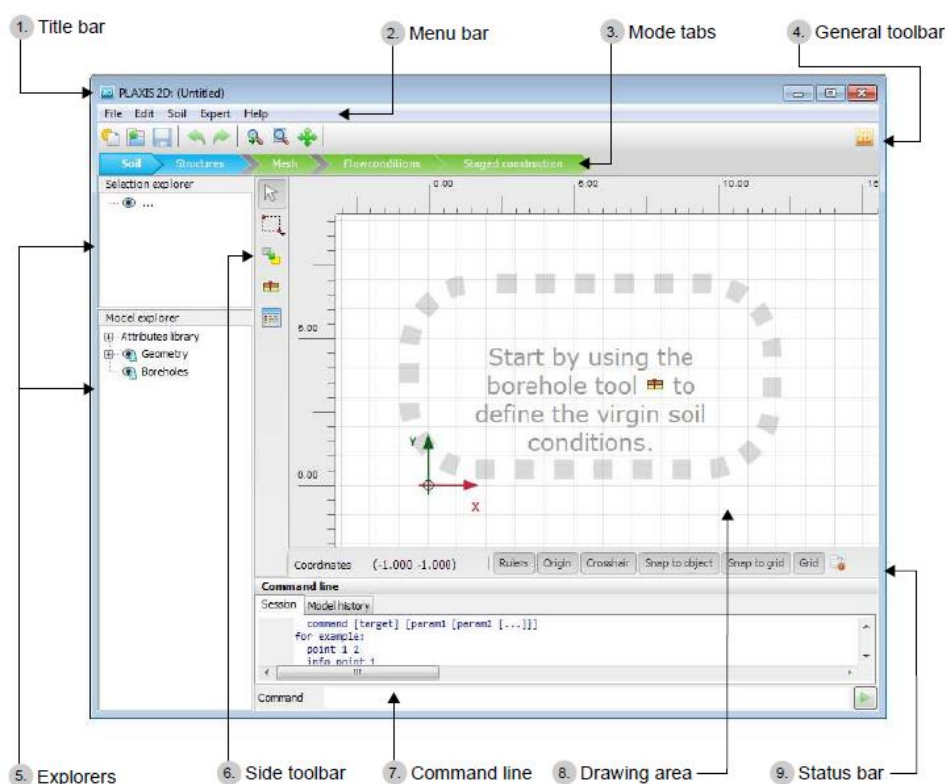 1. Title bar
2. Menu bar
3. Mode tabs
4. General toolbar
PLAXIS 2D: (Untitled)
File Edit Soil Expert Help
Soil Structures Mesh Flow conditions Staged construction
Selection explorer
...
0.00 5.00 10.00 15
Model explorer
Attributes library
Geometry
Boreholes
5.00
Start by using the
borehole tool to
define the virgin soil
conditions.
Y
0.00
X
Coordinates (-1.000 -1.000) Rulers Origin Crosshair Snap to object Snap to grid Grid
Command line
Session Model history
command [target] [param1 [param2 [...]]]
for example:
point 1 2
info point 1
Command
5. Explorers
6. Side toolbar
7. Command line
8. Drawing area
9. Status bar